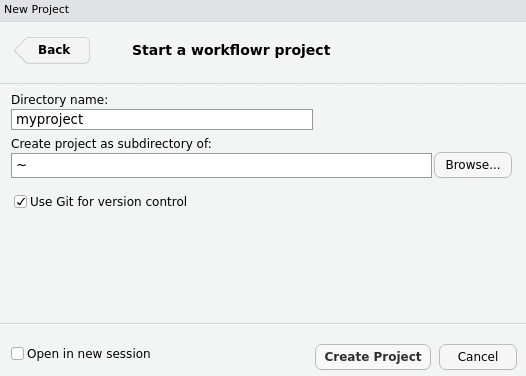 New Project
Back
Start a workflowr project
Directory name:
myproject
Create project as subdirectory of:
~
Browse...
Use Git for version control
Open in new session
Create Project
Cancel